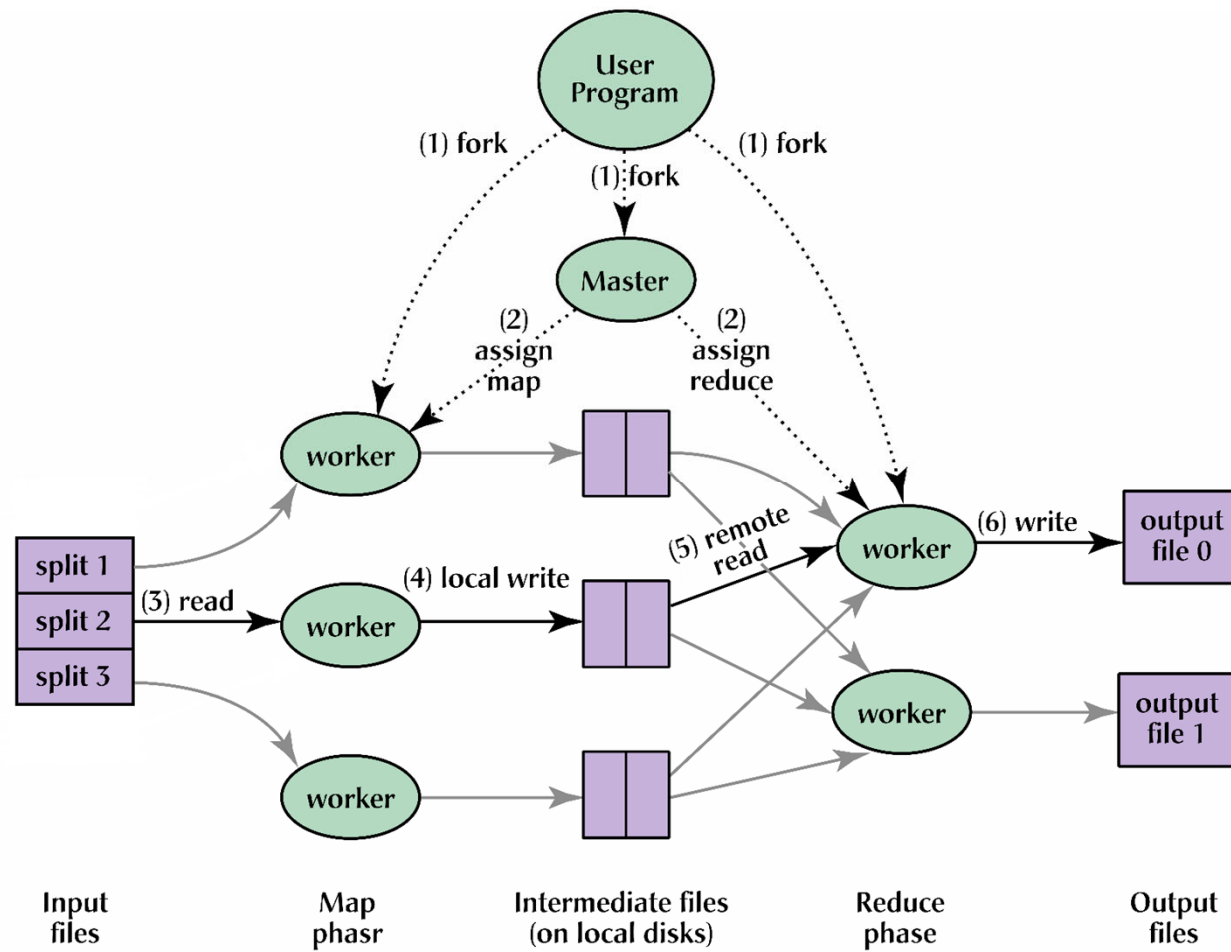 User
Program
(1) fork
(1) fork
(1) fork
Master
(2)
assign
map
(2)
assign
reduce
worker
split 1
split 2
split 3
(3) read
worker
(4) local write
(5) remote
read
worker
(6) write
output
file 0
worker
output
file 1
worker
Input
files
Map
phasr
Intermediate files
(on local disks)
Reduce
phase
Output
files